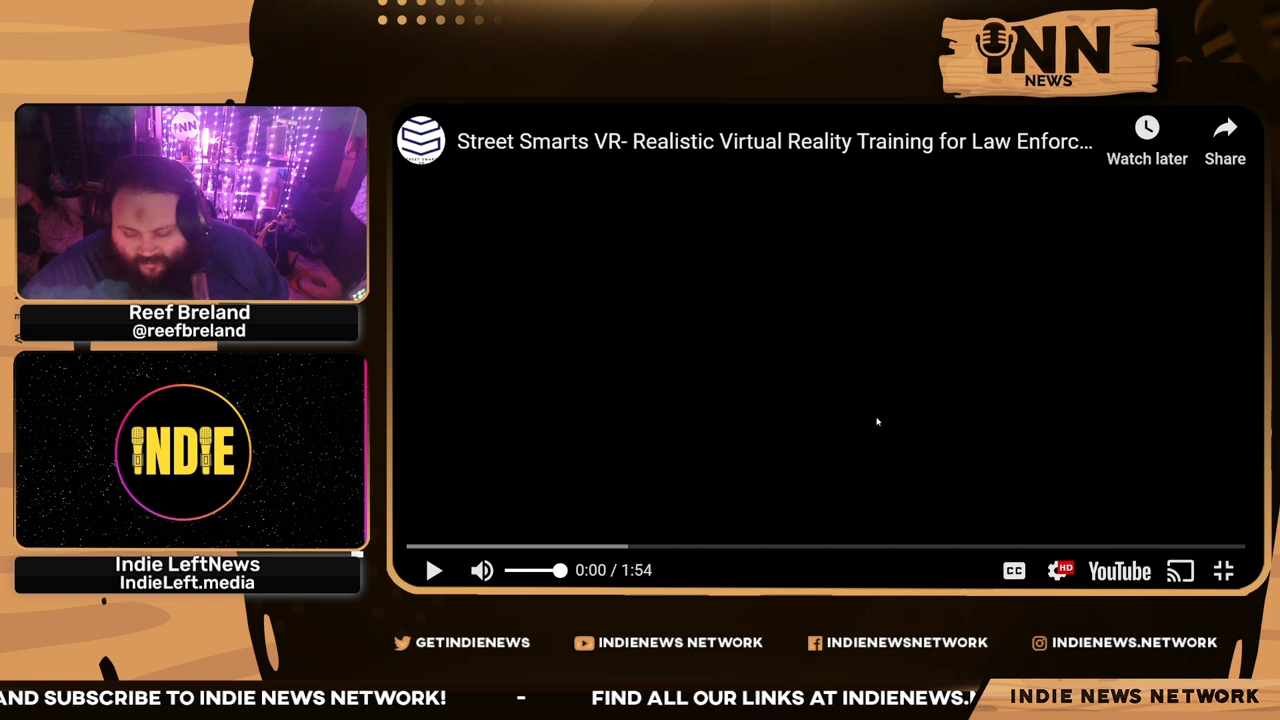 INN
NEWS
INN
Street Smarts VR- Realistic Virtual Reality Training for Law Enforc...
Watch later
Share
Reef Breland
@reefbreland
INDIE
Indie LeftNews
IndieLeft.media
0:00 / 1:54
CC
HD
YouTube
GETINDIENEWS
INDIENEWS NETWORK
INDIENEWSNETWORK
INDIENEWS.NETWORK
AND SUBSCRIBE TO INDIE NEWS NETWORK!
-
FIND ALL OUR LINKS AT INDIENEWS.
INDIE NEWS NETWORK